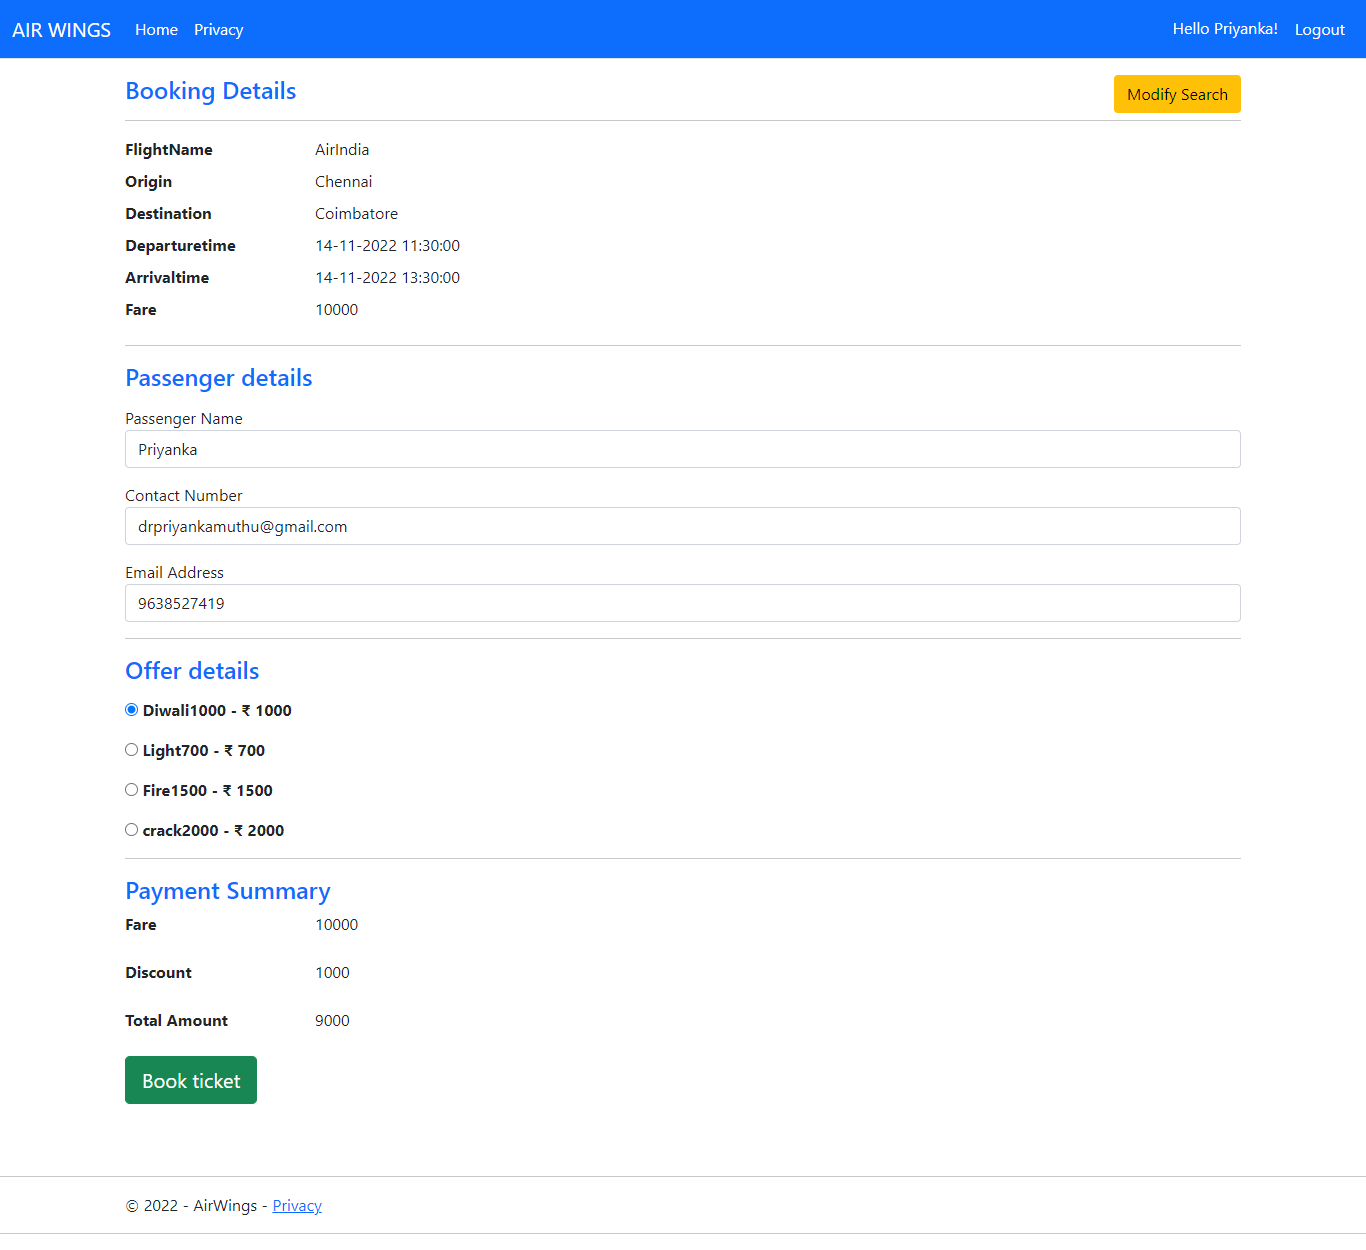 AIR WINGS Home Privacy Hello Priyanka! Logout
Booking Details Modify Search
FlightName AirIndia
Origin Chennai
Destination Coimbatore
Departuretime 14-11-2022 11:30:00
Arrivaltime 14-11-2022 13:30:00
Fare 10000
Passenger details
Passenger Name
Priyanka
Contact Number
drpriyankamuthu@gmail.com
Email Address
9638527419
Offer details
Diwali1000 - ₹ 1000
Light700 - ₹ 700
Fire1500 - ₹ 1500
crack2000 - ₹ 2000
Payment Summary
Fare 10000
Discount 1000
Total Amount 9000
Book ticket
© 2022 - AirWings - Privacy